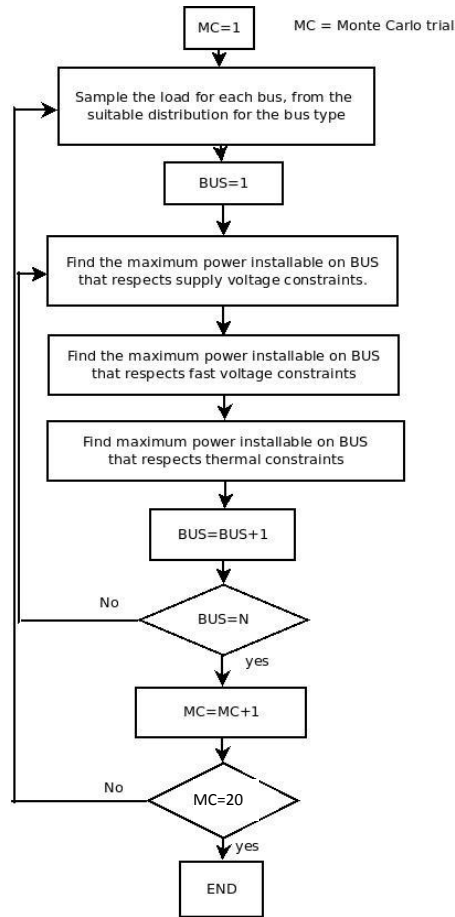 MC=1
MC = Monte Carlo trial
Sample the load for each bus, from the
suitable distribution for the bus type
BUS=1
Find the maximum power installable on BUS
that respects supply voltage constraints.
Find the maximum power installable on BUS
that respects fast voltage constraints
Find maximum power installable on BUS
that respects thermal constraints
BUS=BUS+1
No
BUS=N
yes
MC=MC+1
No
MC=20
yes
END